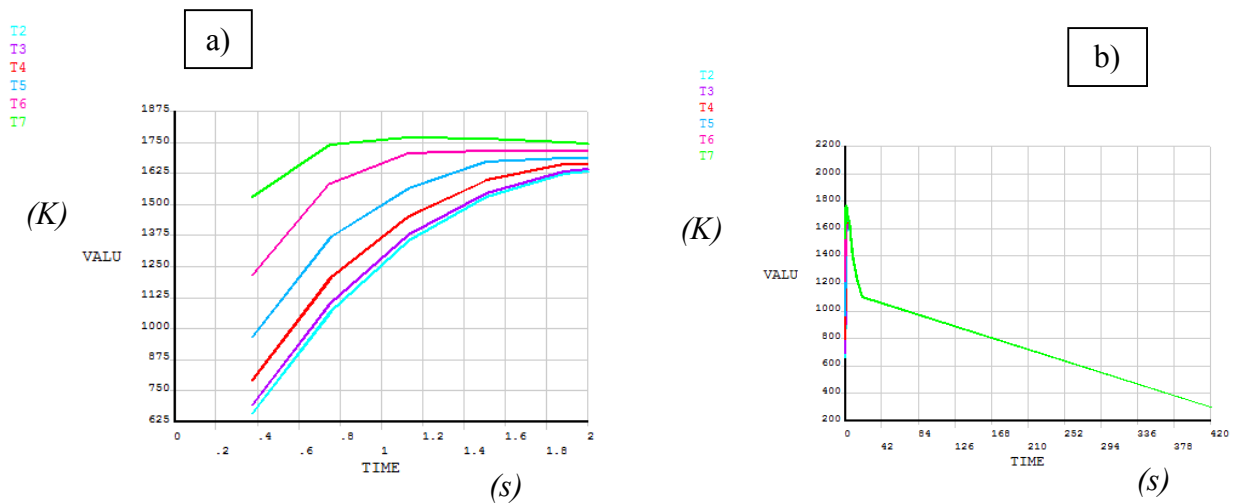 a)
T2
T3
T4
T5
T6
T7
(K)
VALU
1875
1750
1625
1500
1375
1250
1125
1000
875
750
625
0 .4 .8 1.2 1.6 2
.2 .6 1 1.4 1.8
TIME
(s)
b)
T2
T3
T4
T5
T6
T7
(K)
VALU
2200
2000
1800
1600
1400
1200
1000
800
600
400
200
0 84 168 252 336 420
42 126 210 294 378
TIME
(s)